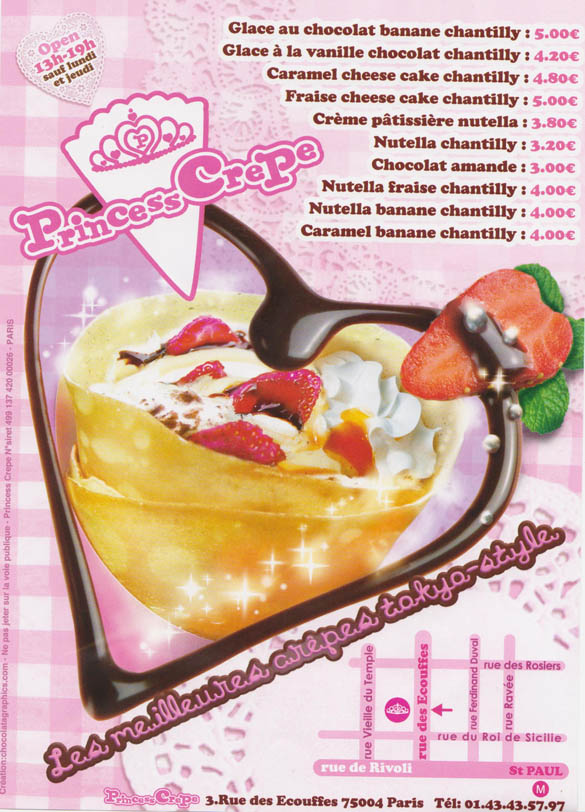 Open
13h-19h
sauf lundi
et jeudi
Glace au chocolat banane chantilly : 5.00€
Glace à la vanille chocolat chantilly : 4.20€
Caramel cheese cake chantilly : 4.80€
Fraise cheese cake chantilly : 5.00€
Crème pâtissière nutella : 3.80€
Nutella chantilly : 3.20€
Chocolat amande : 3.00€
Nutella fraise chantilly : 4.00€
Nutella banane chantilly : 4.00€
Caramel banane chantilly : 4.00€
P
Princess Crepe
Les meilleures crêpes tokyo-style
Création:chocolatagraphics.com - Ne pas jeter sur la voie publique - Princess Crepe N°siret 499 137 420 00026 - PARIS
rue Vieille du Temple
rue des Ecouffes
rue Ferdinand Duval
rue Ravée
rue des Rosiers
rue du Roi de Sicille
rue de Rivoli
St PAUL
M
Princess Crepe 3.Rue des Ecouffes 75004 Paris Tél: 01.43.43.57.97